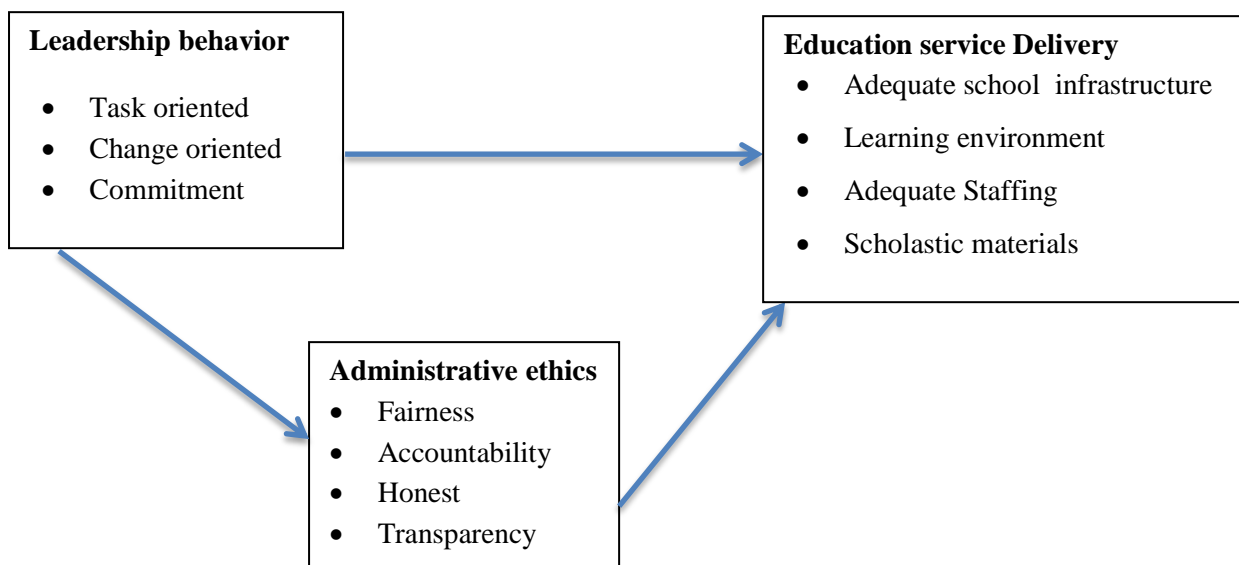 Leadership behavior
• Task oriented
• Change oriented
• Commitment
Education service Delivery
• Adequate school infrastructure
• Learning environment
• Adequate Staffing
• Scholastic materials
Administrative ethics
• Fairness
• Accountability
• Honest
• Transparency